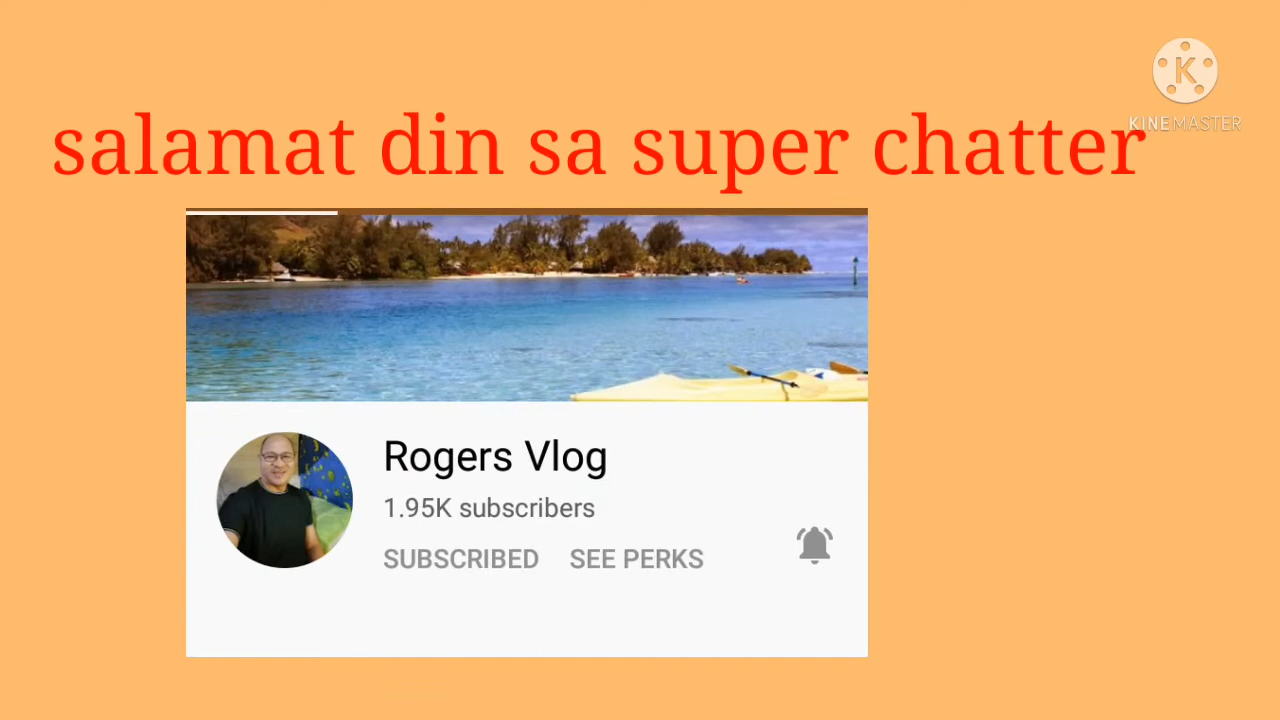 K
KINEMASTER
salamat din sa super chatter
Rogers Vlog
1.95K subscribers
SUBSCRIBED SEE PERKS